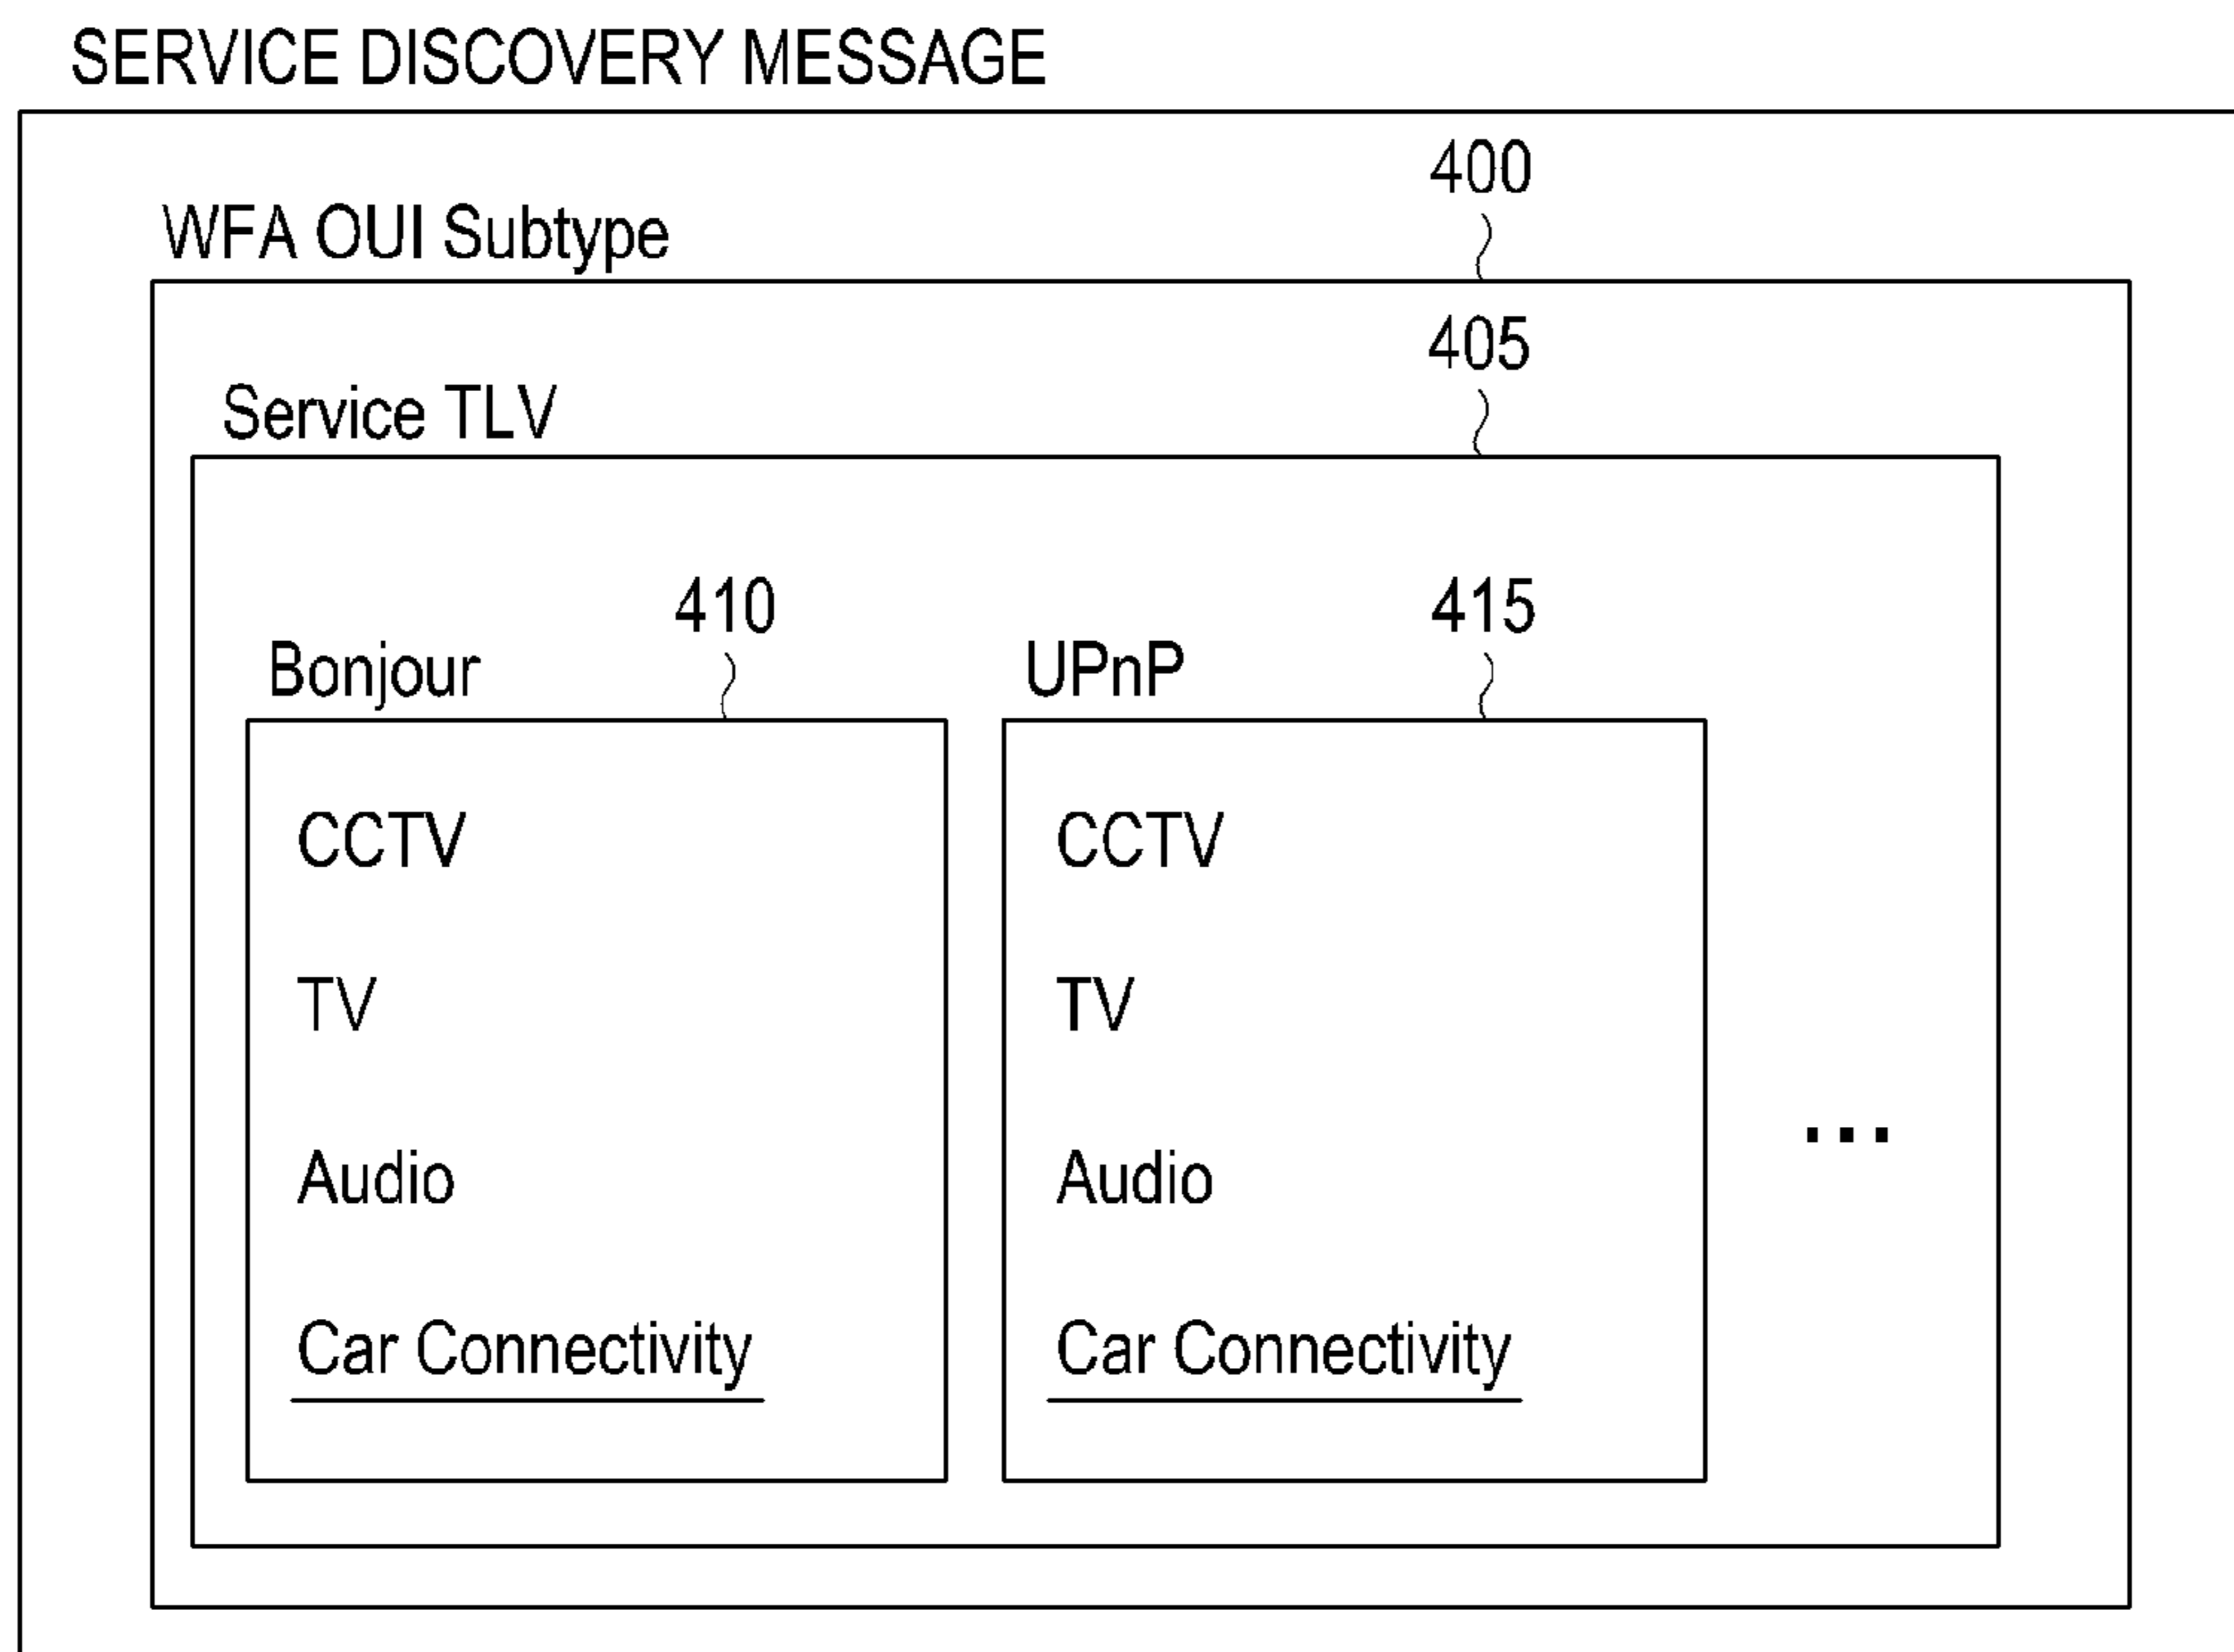 SERVICE DISCOVERY MESSAGE
400
WFA OUI Subtype
405
Service TLV
410
415
Bonjour
UPnP
CCTV
CCTV
TV
TV
...
Audio
Audio
Car Connectivity
Car Connectivity